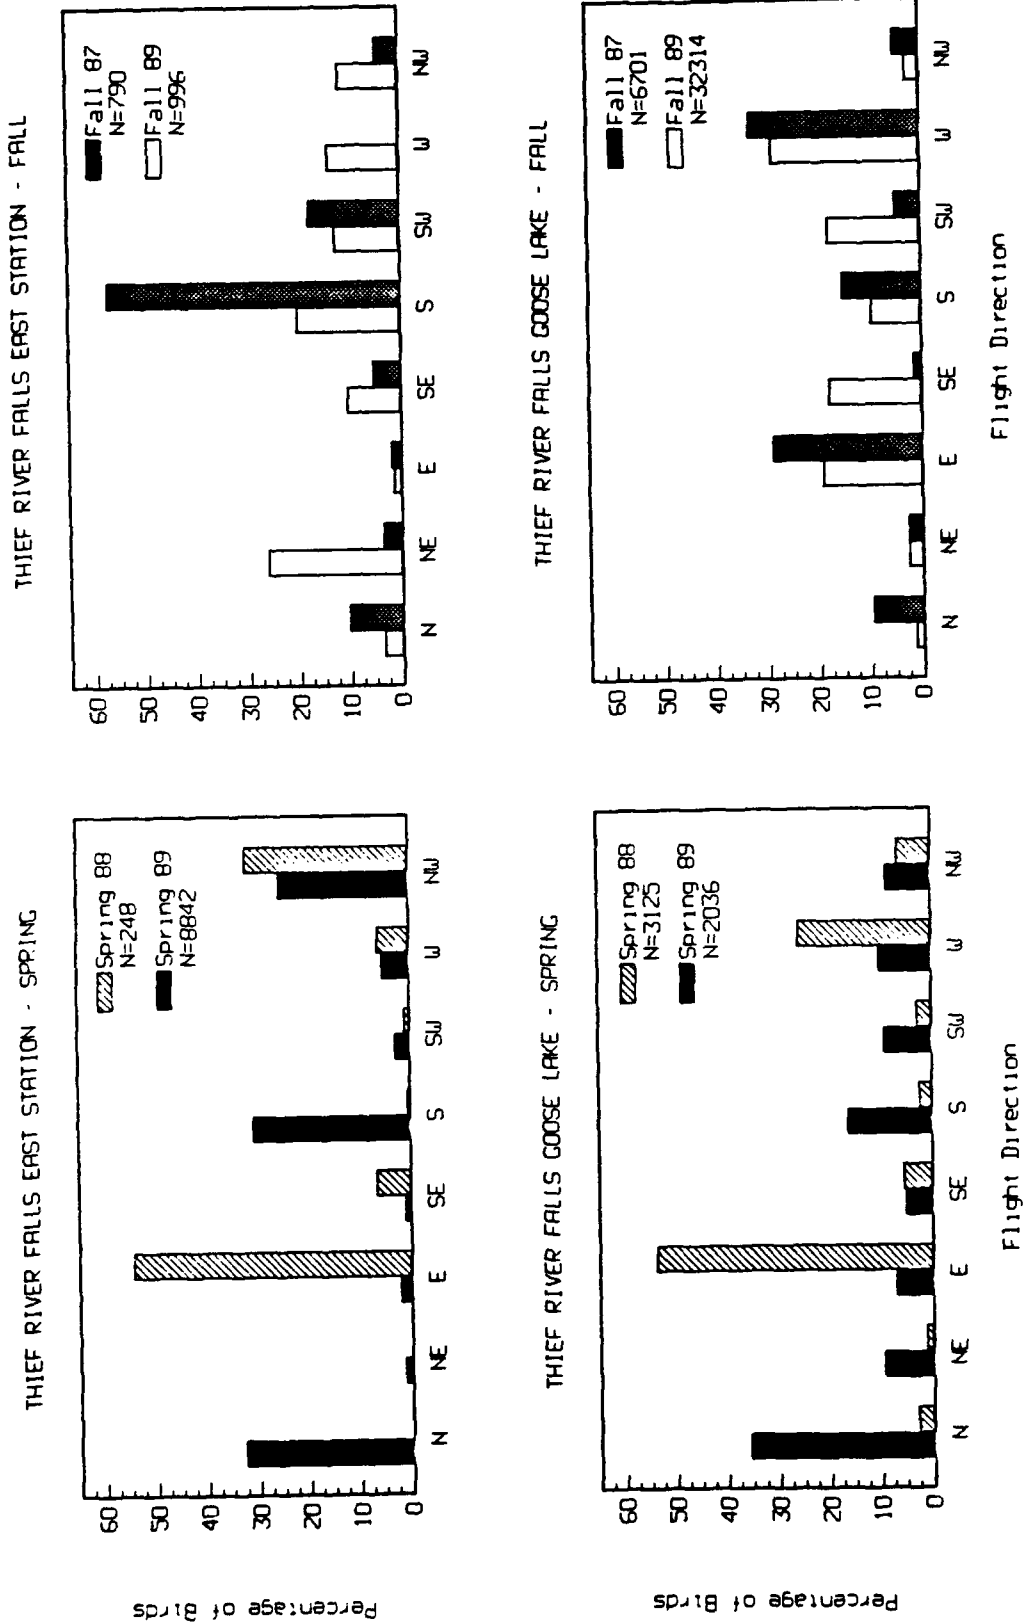 THIEF RIVER FALLS EAST STATION - SPRING
Percentage of Birds
60
50
40
30
20
10
0
Spring 88
N=248
Spring 89
N=8842
N NE E SE S SW W NW
THIEF RIVER FALLS EAST STATION - FALL
60
50
40
30
20
10
0
Fall 87
N=790
Fall 89
N=996
N NE E SE S SW W NW
THIEF RIVER FALLS GOOSE LAKE - SPRING
Percentage of Birds
60
50
40
30
20
10
0
Spring 88
N=3125
Spring 89
N=2036
N NE E SE S SW W NW
Flight Direction
THIEF RIVER FALLS GOOSE LAKE - FALL
60
50
40
30
20
10
0
Fall 87
N=6701
Fall 89
N=32314
N NE E SE S SW W NW
Flight Direction